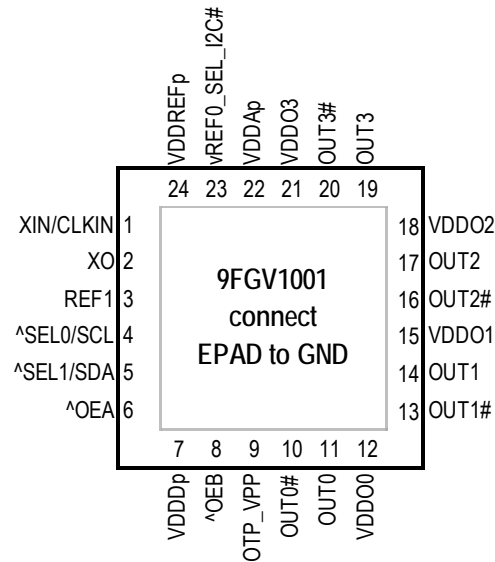 VDDREFp
vREF0_SEL_I2C#
VDDAp
VDDO3
OUT3#
OUT3
24 23 22 21 20 19
XIN/CLKIN 1
XO 2
REF1 3
^SEL0/SCL 4
^SEL1/SDA 5
^OEA 6
9FGV1001
connect
EPAD to GND
18 VDDO2
17 OUT2
16 OUT2#
15 VDDO1
14 OUT1
13 OUT1#
7 8 9 10 11 12
VDDDp
^OEB
OTP_VPP
OUT0#
OUT0
VDDO0